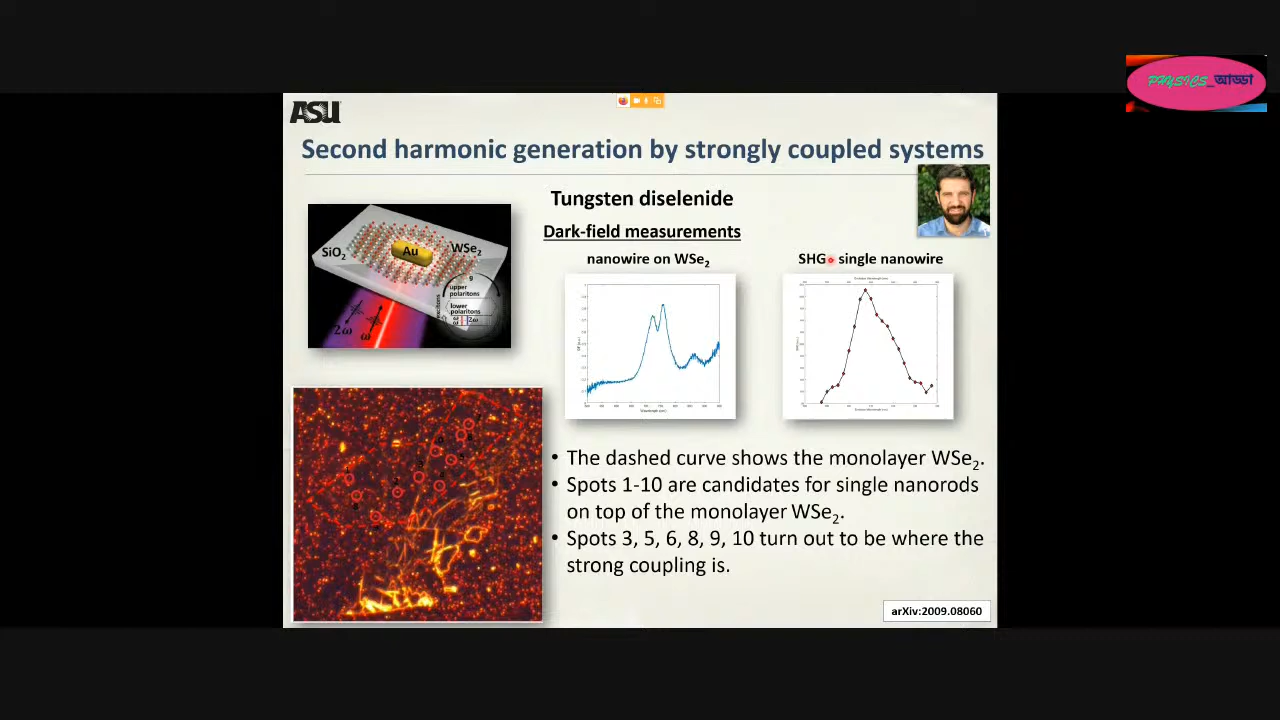 PHYSICS_আড্ডা
ASU
Second harmonic generation by strongly coupled systems
Tungsten diselenide
Dark-field measurements
nanowire on WSe₂
SHG single nanowire
SiO₂
Au
WSe₂
upper
polaritons
lower
polaritons
2ω
ω
2ω
• The dashed curve shows the monolayer WSe₂.
• Spots 1-10 are candidates for single nanorods
on top of the monolayer WSe₂.
• Spots 3, 5, 6, 8, 9, 10 turn out to be where the
strong coupling is.
arXiv:2009.08060